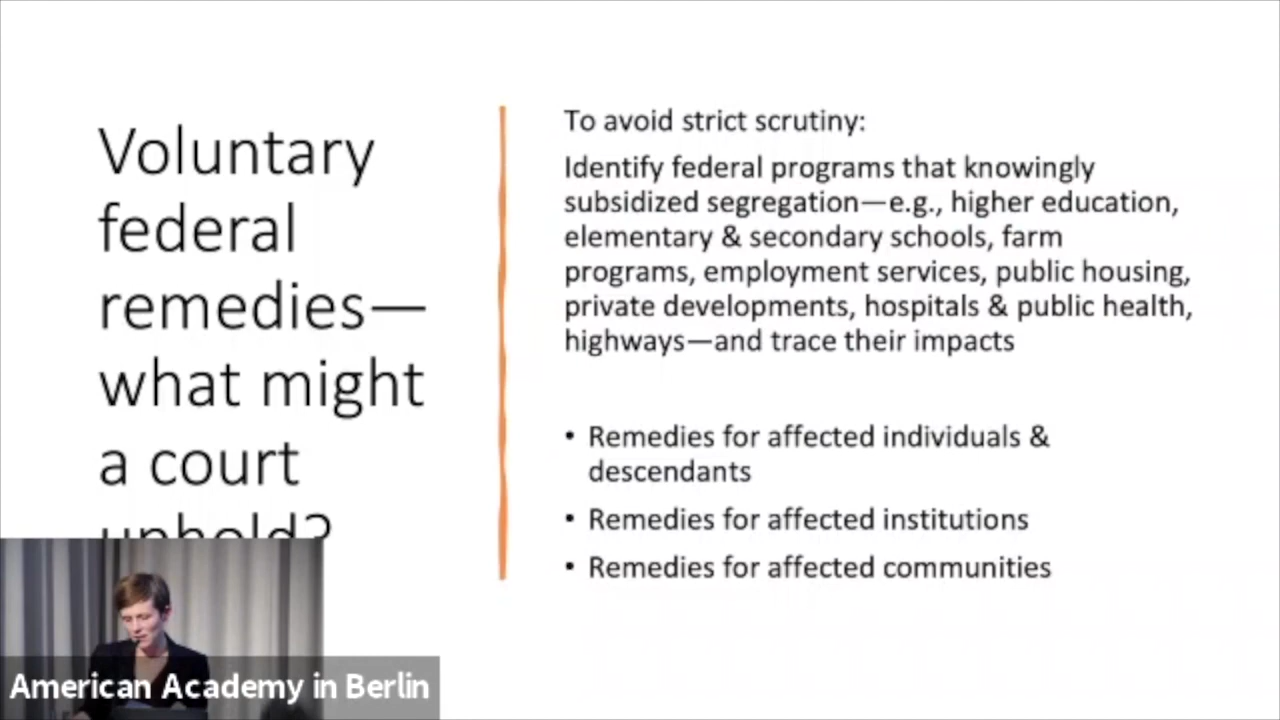 Voluntary
federal
remedies—
what might
a court
uphold?
To avoid strict scrutiny:
Identify federal programs that knowingly
subsidized segregation—e.g., higher education,
elementary & secondary schools, farm
programs, employment services, public housing,
private developments, hospitals & public health,
highways—and trace their impacts
• Remedies for affected individuals &
descendants
• Remedies for affected institutions
• Remedies for affected communities
American Academy in Berlin